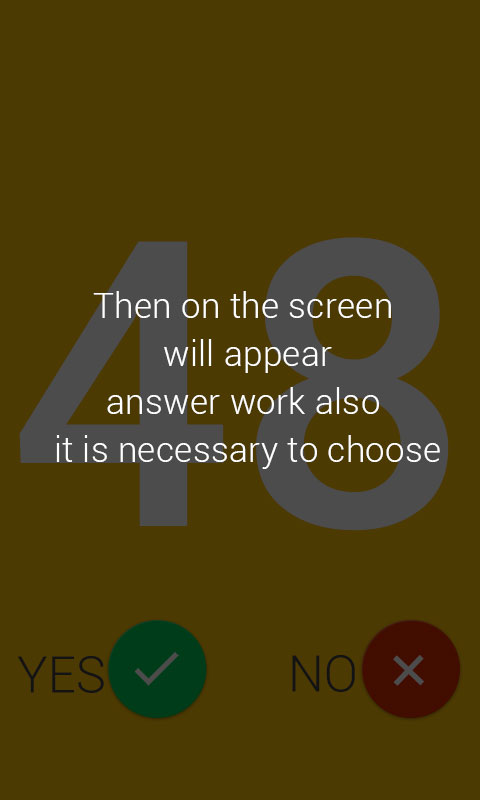 48
Then on the screen
will appear
answer work also
it is necessary to choose
YES NO